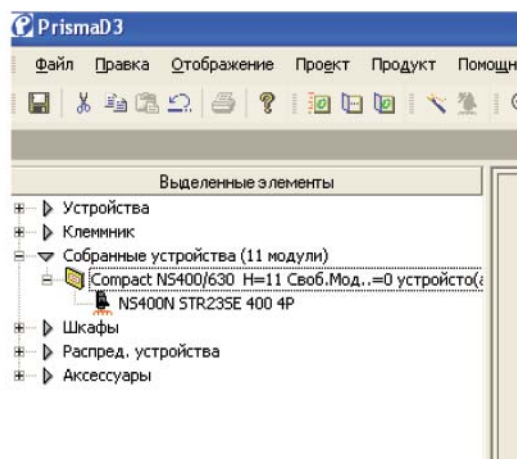 PrismaD3
Файл Правка Отображение Проект Продукт Помощн
Выделенные элементы
Устройства
Клеммник
Собранные устройства (11 модули)
Compact NS400/630 H=11 Своб.Мод..=0 устройсто(а
NS400N STR23SE 400 4P
Шкафы
Распред. устройства
Аксессуары